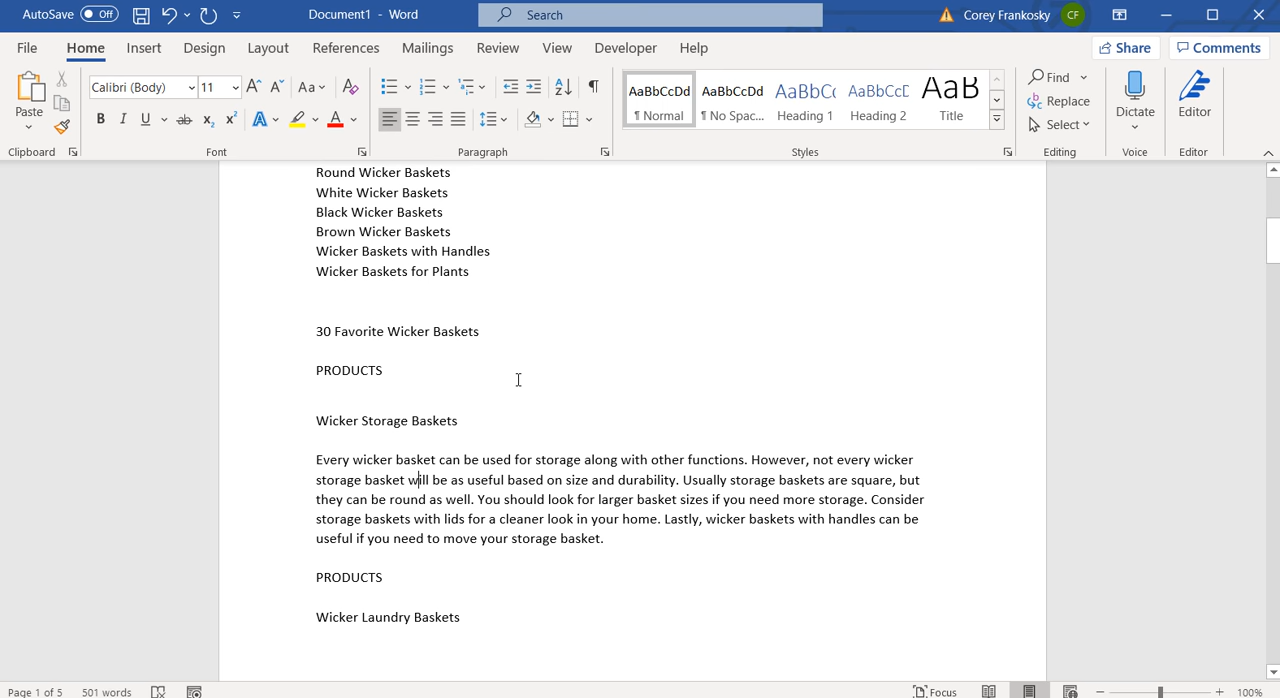 AutoSave Off Document1 - Word Search Corey Frankosky CF
File Home Insert Design Layout References Mailings Review View Developer Help Share Comments
Paste
Clipboard
Calibri (Body) 11
Font
Paragraph
AaBbCcDd AaBbCcDd AaBbCc AaBbCcD AaB
¶ Normal ¶ No Spac... Heading 1 Heading 2 Title
Styles
Find
Replace
Select
Editing
Dictate
Voice
Editor
Editor
Round Wicker Baskets
White Wicker Baskets
Black Wicker Baskets
Brown Wicker Baskets
Wicker Baskets with Handles
Wicker Baskets for Plants
30 Favorite Wicker Baskets
PRODUCTS
Wicker Storage Baskets
Every wicker basket can be used for storage along with other functions. However, not every wicker
storage basket will be as useful based on size and durability. Usually storage baskets are square, but
they can be round as well. You should look for larger basket sizes if you need more storage. Consider
storage baskets with lids for a cleaner look in your home. Lastly, wicker baskets with handles can be
useful if you need to move your storage basket.
PRODUCTS
Wicker Laundry Baskets
Page 1 of 5 501 words Focus 100%